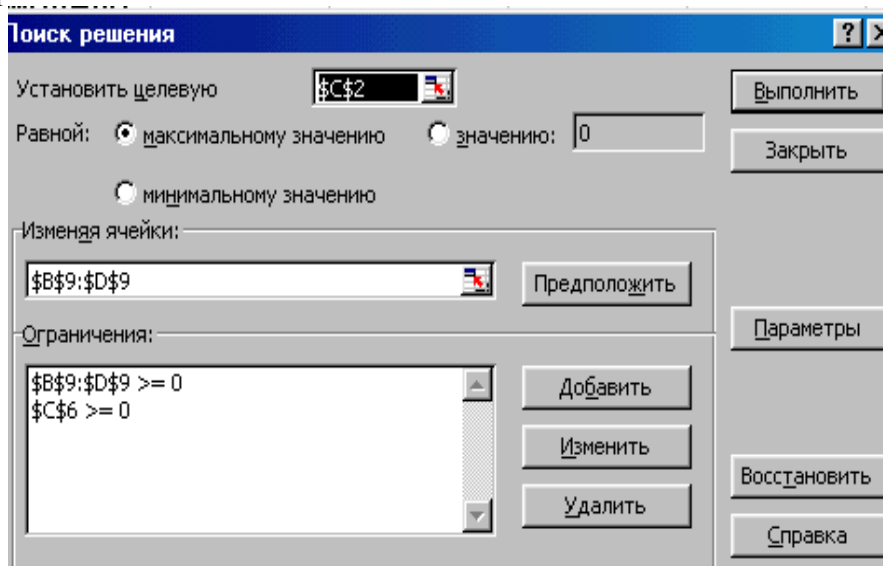 Поиск решения
Установить целевую $C$2
Равной: максимальному значению значению: 0
минимальному значению
Изменяя ячейки:
$B$9:$D$9
Предположить
Ограничения:
$B$9:$D$9 >= 0
$C$6 >= 0
Добавить
Изменить
Удалить
Выполнить
Закрыть
Параметры
Восстановить
Справка